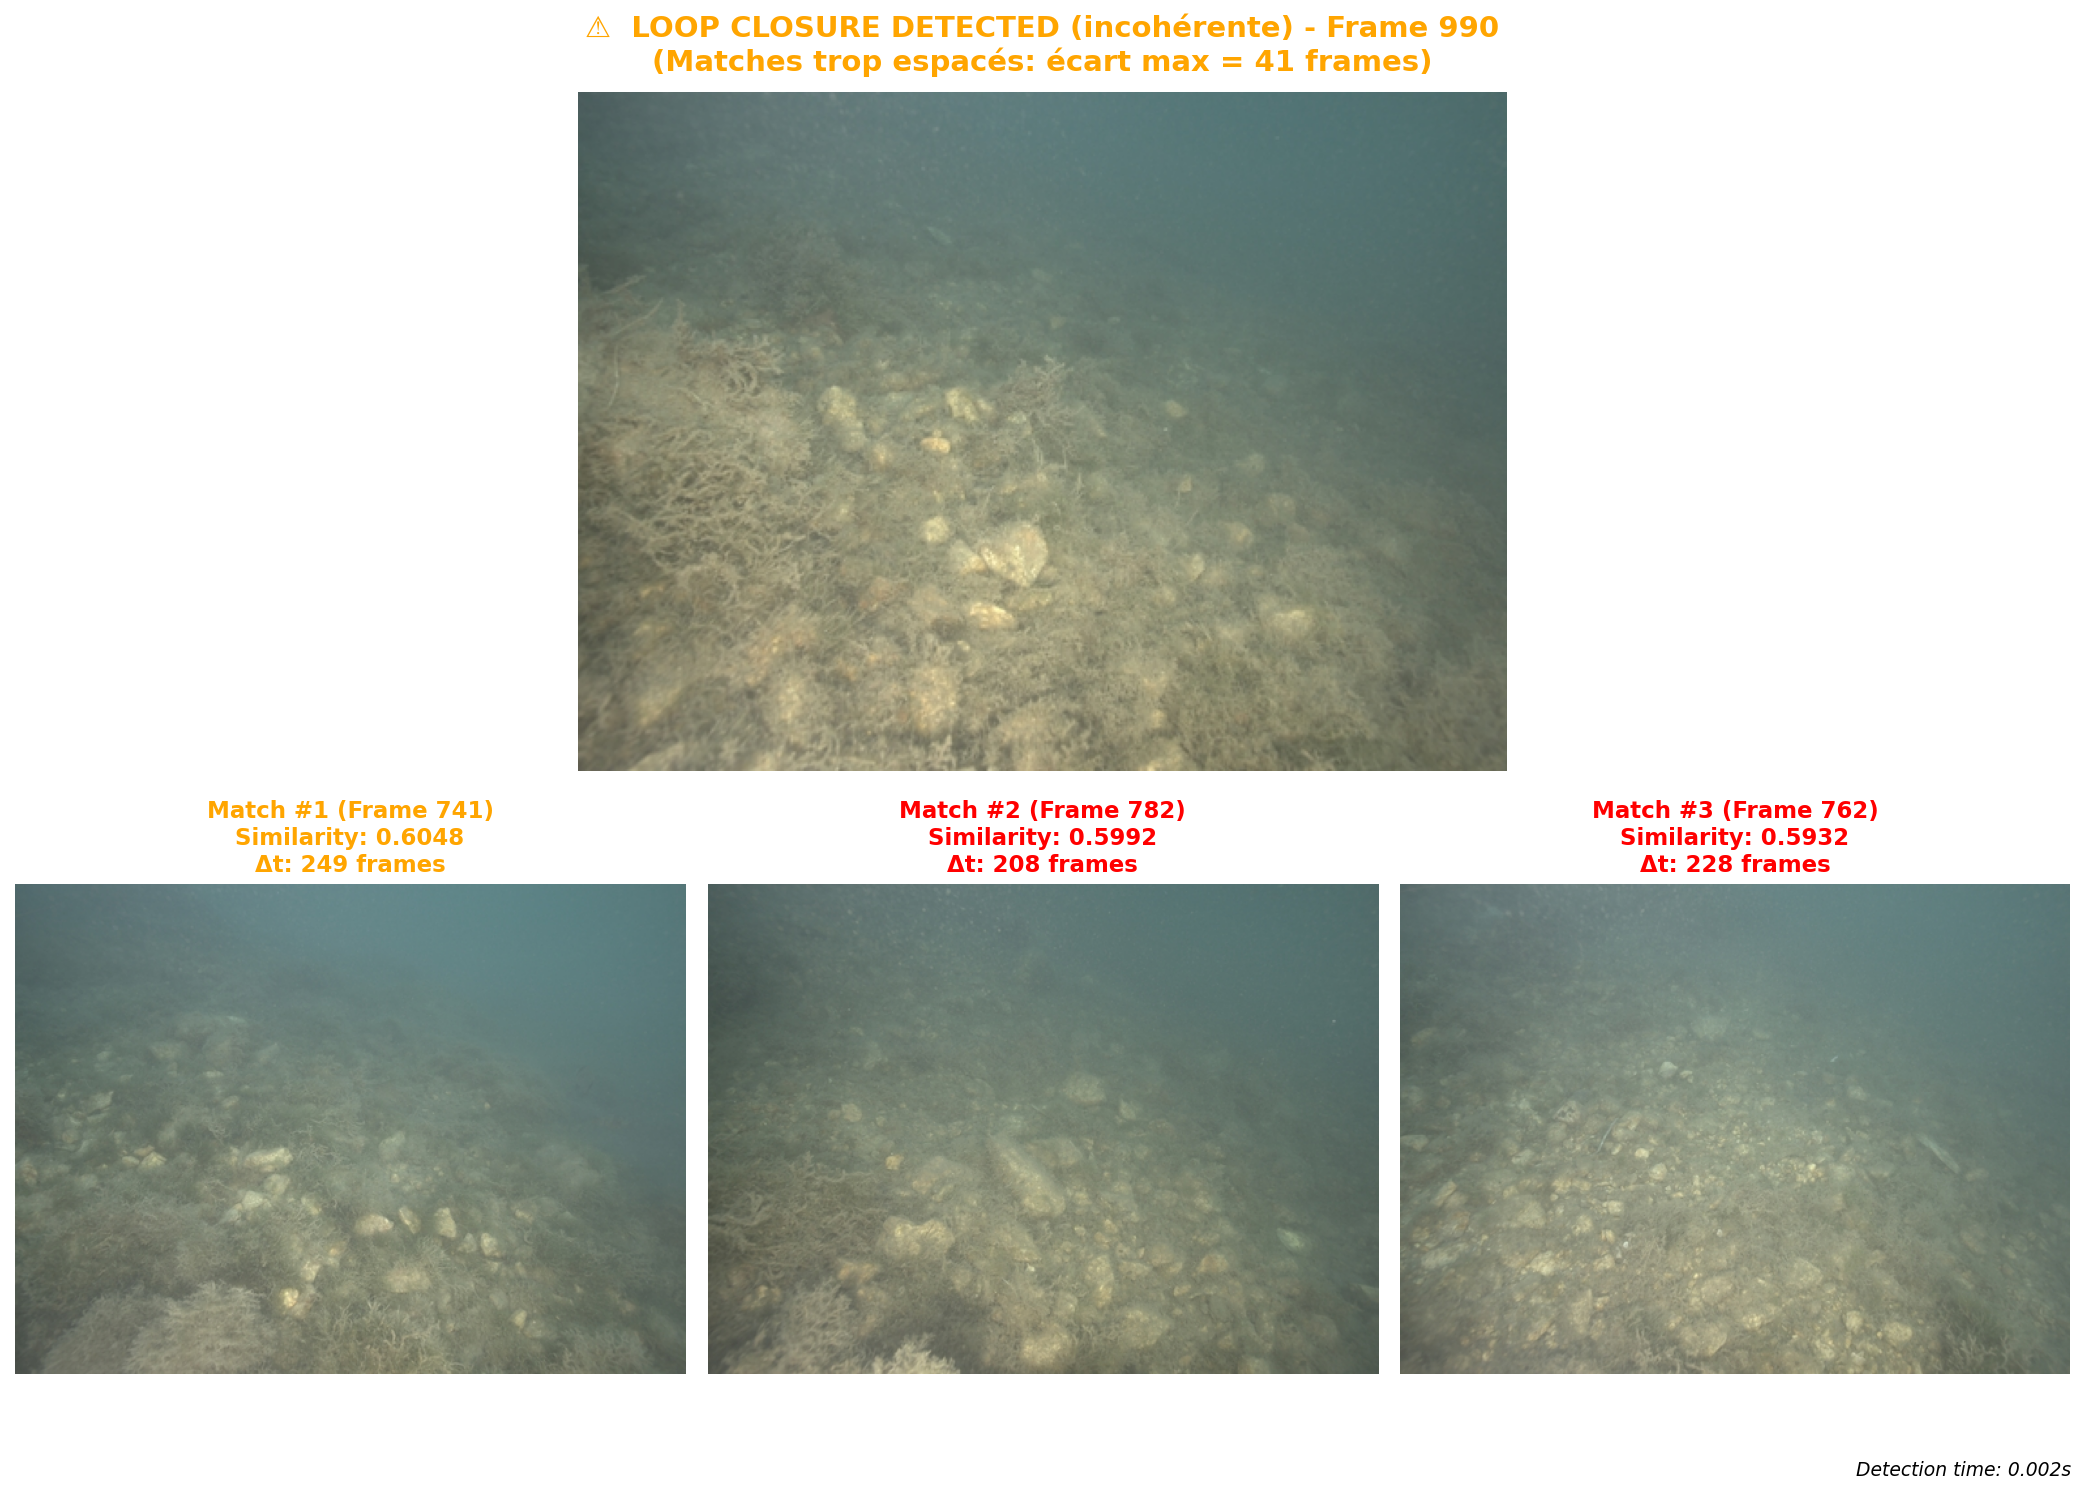 ⚠ LOOP CLOSURE DETECTED (incohérente) - Frame 990
(Matches trop espacés: écart max = 41 frames)
Match #1 (Frame 741)
Similarity: 0.6048
Δt: 249 frames
Match #2 (Frame 782)
Similarity: 0.5992
Δt: 208 frames
Match #3 (Frame 762)
Similarity: 0.5932
Δt: 228 frames
Detection time: 0.002s